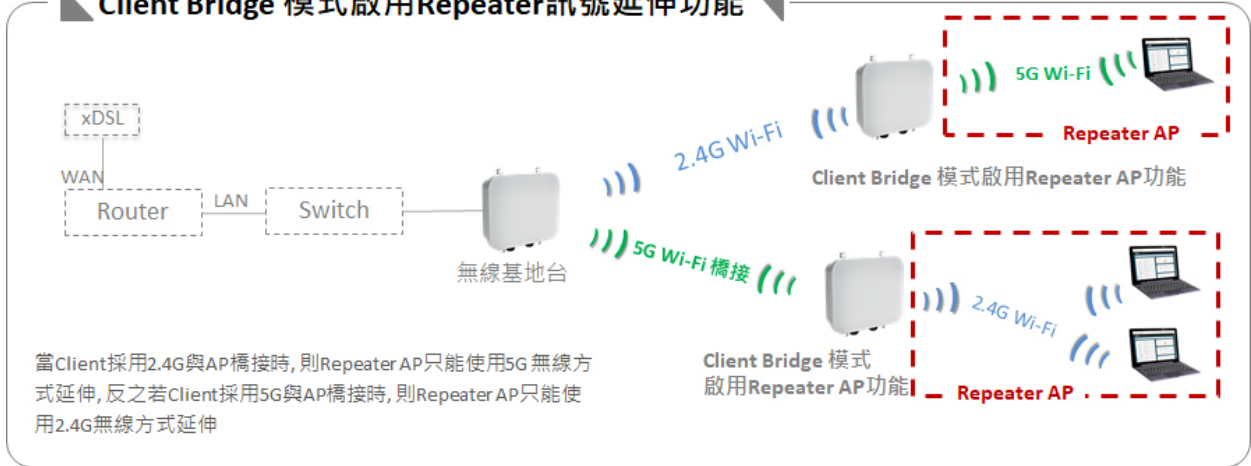 Client Bridge 模式啟用Repeater訊號延伸功能
5G Wi-Fi
xDSL
Repeater AP
2.4G Wi-Fi
WAN
Client Bridge 模式啟用Repeater AP功能
Router
LAN
Switch
5G Wi-Fi 橋接
無線基地台
2.4G Wi-Fi
當Client採用2.4G與AP橋接時, 則Repeater AP只能使用5G 無線方
式延伸, 反之若Client採用5G與AP橋接時, 則Repeater AP只能使
用2.4G無線方式延伸
Client Bridge 模式
啟用Repeater AP功能
Repeater AP